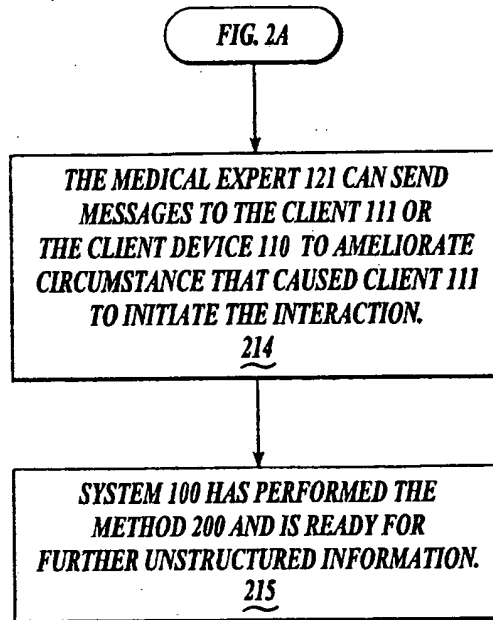 FIG. 2A
THE MEDICAL EXPERT 121 CAN SEND
MESSAGES TO THE CLIENT 111 OR
THE CLIENT DEVICE 110 TO AMELIORATE
CIRCUMSTANCE THAT CAUSED CLIENT 111
TO INITIATE THE INTERACTION.
214
SYSTEM 100 HAS PERFORMED THE
METHOD 200 AND IS READY FOR
FURTHER UNSTRUCTURED INFORMATION.
215